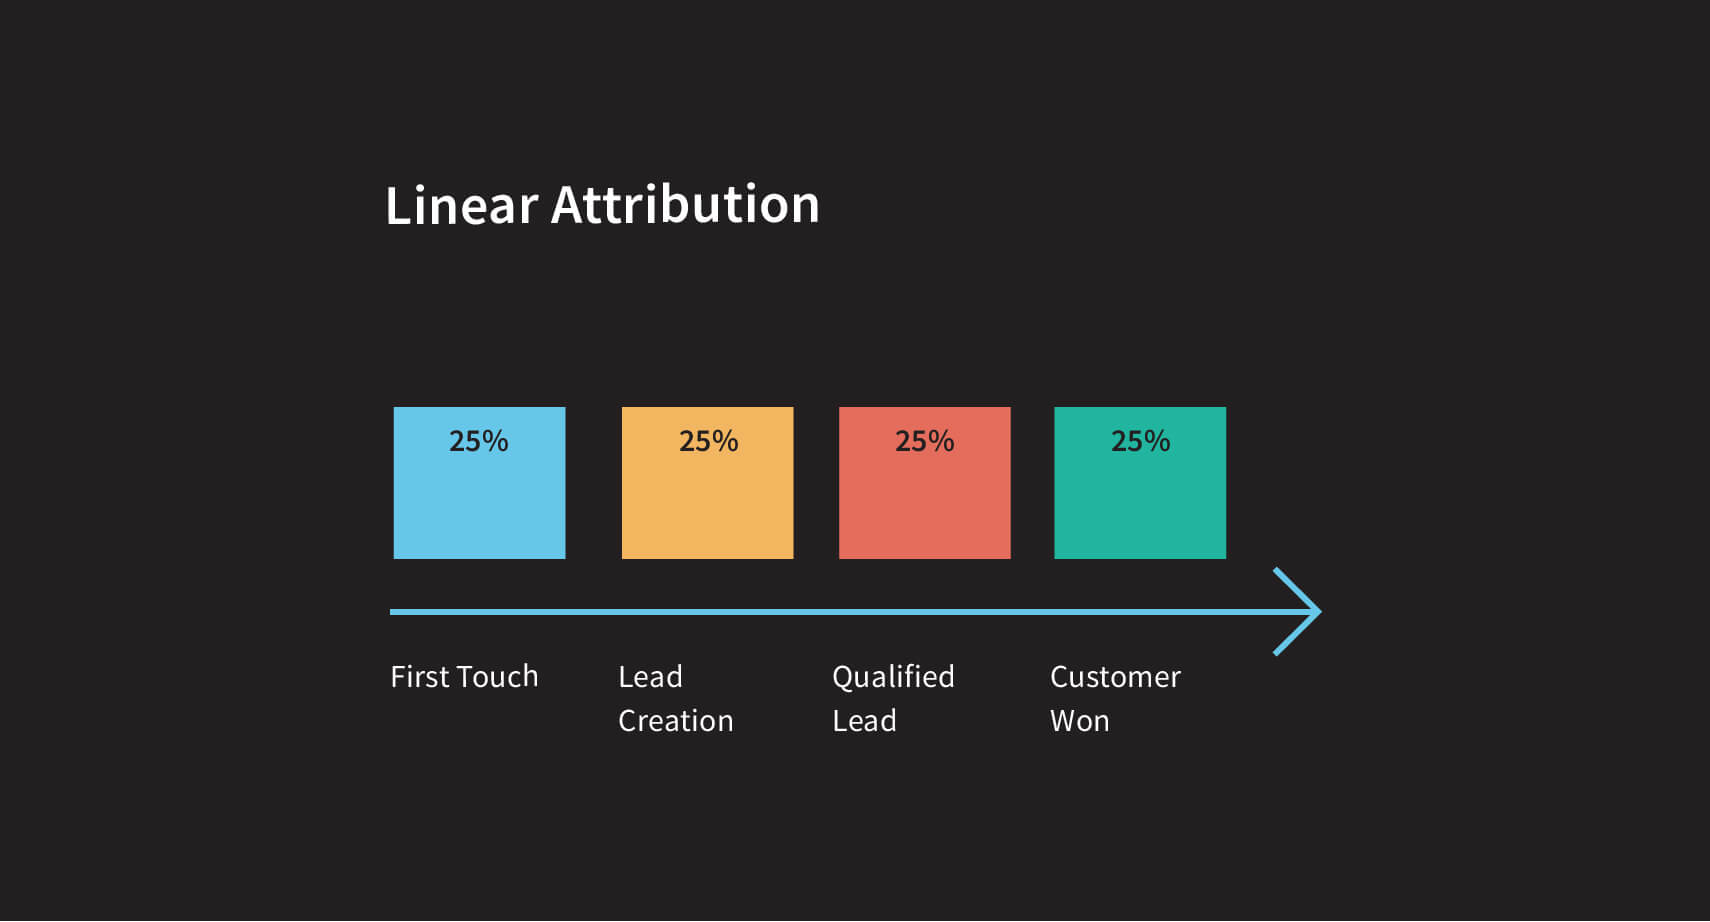 Linear Attribution
25% 25% 25% 25%
First Touch Lead Qualified Customer
Creation Lead Won